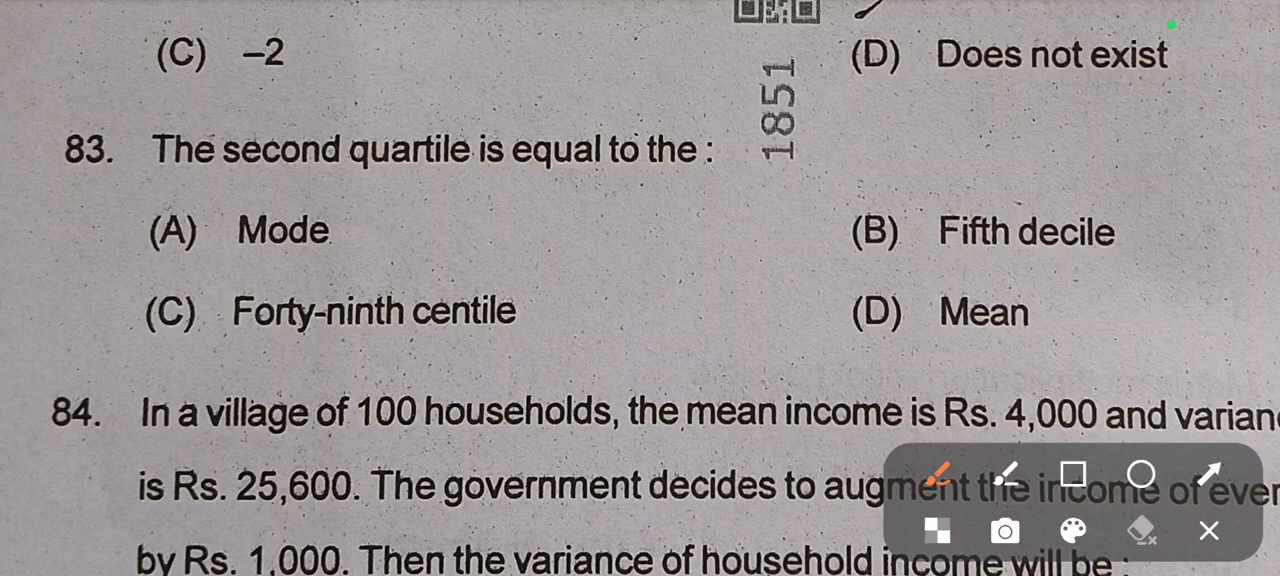 (C) –2 (D) Does not exist
1851
83. The second quartile is equal to the :
(A) Mode (B) Fifth decile
(C) Forty-ninth centile (D) Mean
84. In a village of 100 households, the mean income is Rs. 4,000 and
is Rs. 25,600. The government decides to augment the income of
by Rs. 1,000. Then the variance of household income will be :